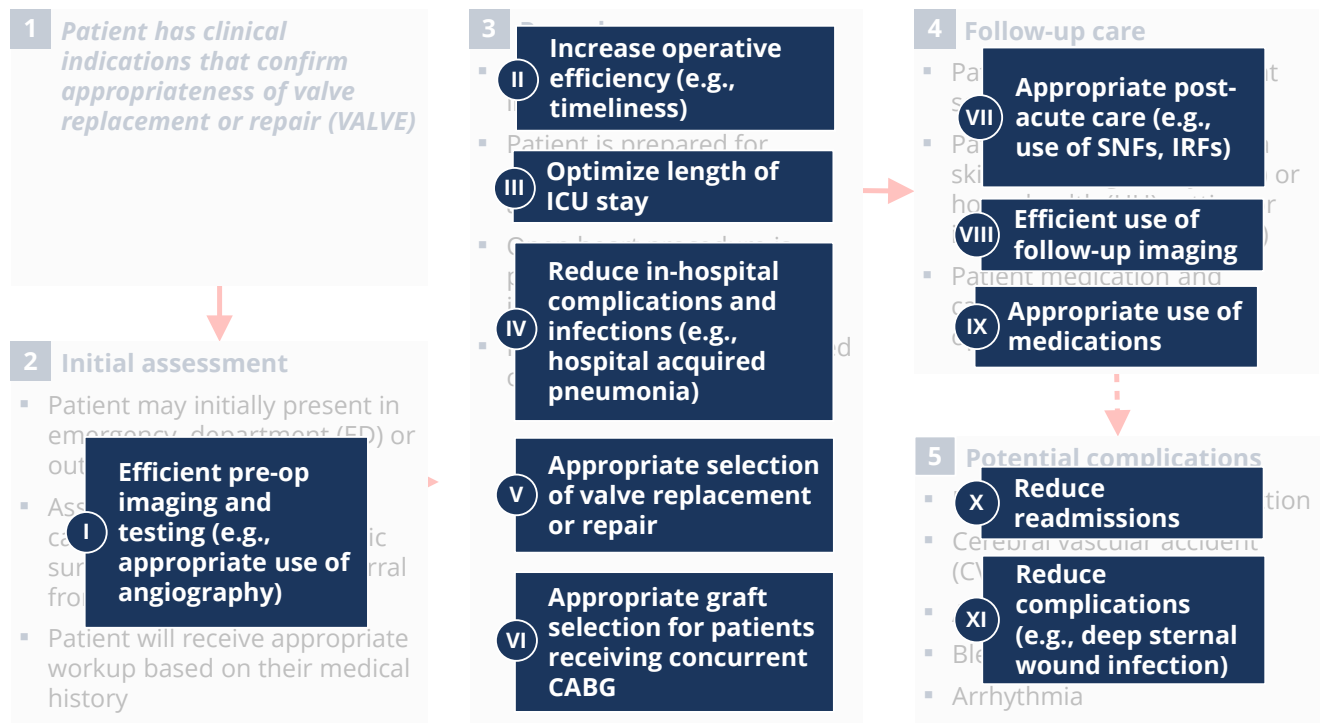 1
Patient has clinical
indications that confirm
appropriateness of valve
replacement or repair (VALVE)
2
Initial assessment
Patient may initially present in
emergency department (ED) or
I
Efficient pre-op
imaging and
testing (e.g.,
appropriate use of
angiography)
Patient will receive appropriate
workup based on their medical
history
3
II
Increase operative
efficiency (e.g.,
timeliness)
Patient is prepared for
III
Optimize length of
ICU stay
IV
Reduce in-hospital
complications and
infections (e.g.,
hospital acquired
pneumonia)
V
Appropriate selection
of valve replacement
or repair
VI
Appropriate graft
selection for patients
receiving concurrent
CABG
4
Follow-up care
VII
Appropriate post-
acute care (e.g.,
use of SNFs, IRFs)
or
VIII
Efficient use of
follow-up imaging
Patient medication and
IX
Appropriate use of
medications
5
Potential complications
X
Reduce
readmissions
Cerebral vascular accident
XI
Reduce
complications
(e.g., deep sternal
wound infection)
Arrhythmia